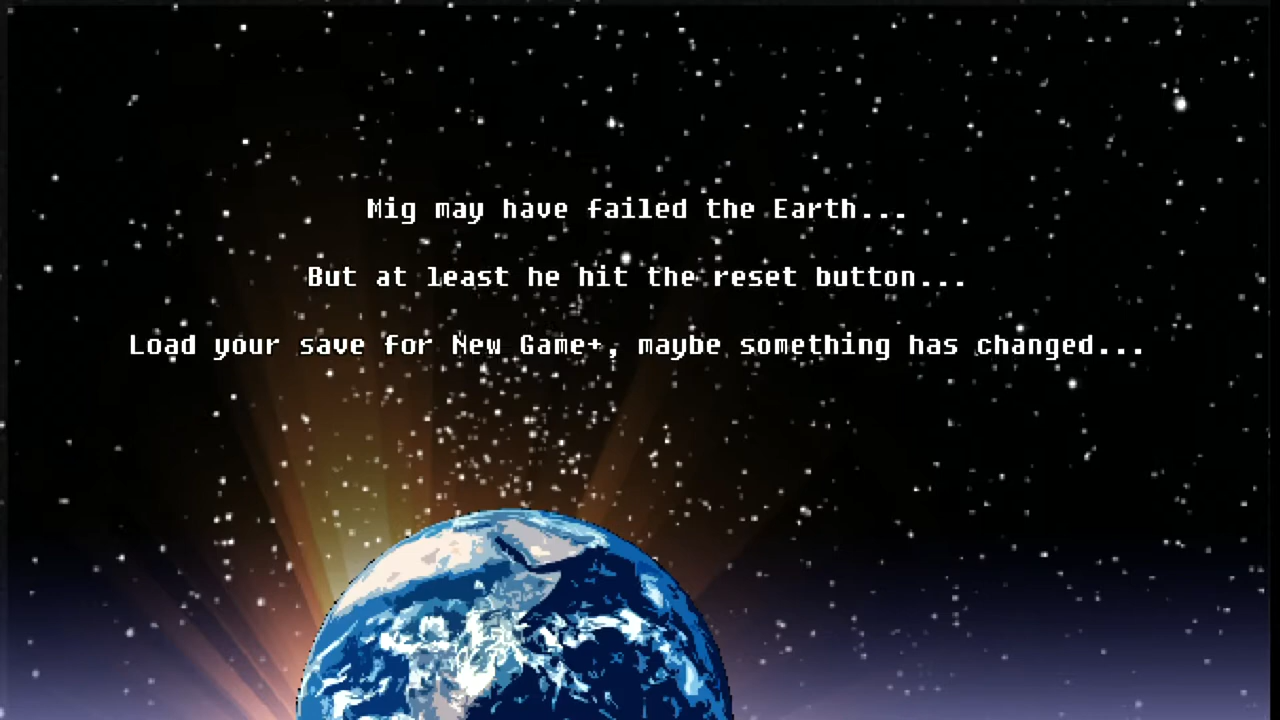 Mig may have failed the Earth...
But at least he hit the reset button...
Load your save for New Game+, maybe something has changed...